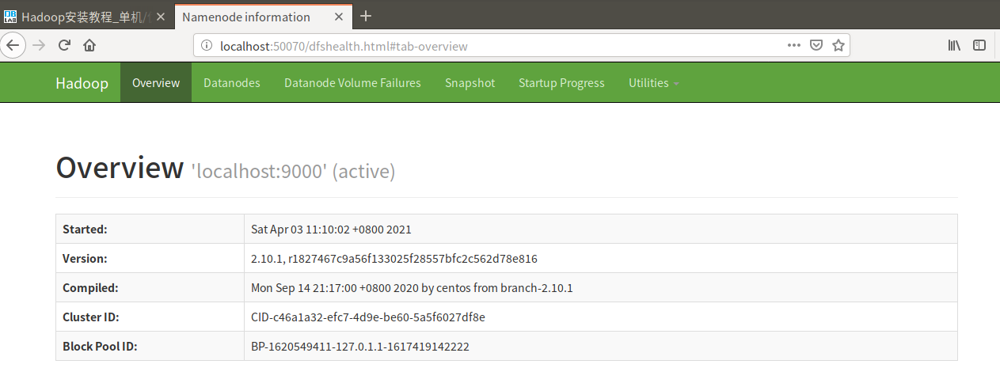 DB LAB Hadoop安装教程_单机/ Namenode information
localhost:50070/dfshealth.html#tab-overview
Hadoop Overview Datanodes Datanode Volume Failures Snapshot Startup Progress Utilities
Overview 'localhost:9000' (active)
Started: Sat Apr 03 11:10:02 +0800 2021
Version: 2.10.1, r1827467c9a56f133025f28557bfc2c562d78e816
Compiled: Mon Sep 14 21:17:00 +0800 2020 by centos from branch-2.10.1
Cluster ID: CID-c46a1a32-efc7-4d9e-be60-5a5f6027df8e
Block Pool ID: BP-1620549411-127.0.1.1-1617419142222